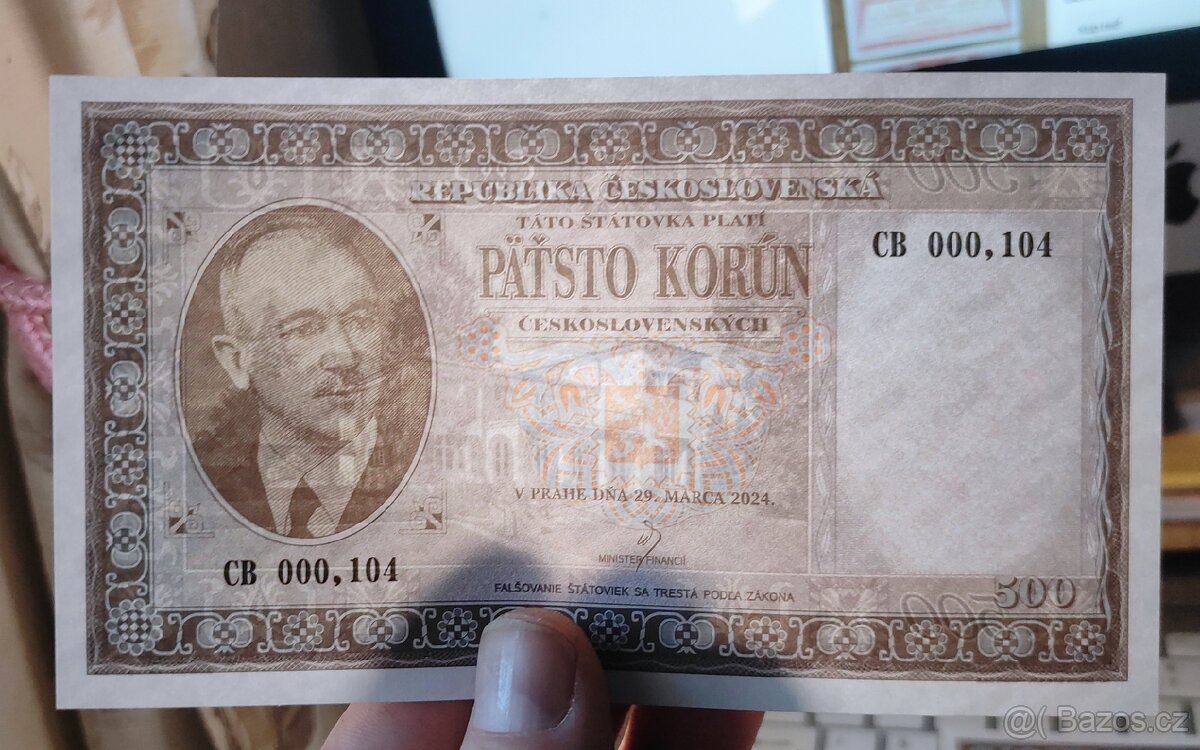 REPUBLIKA ČESKOSLOVENSKÁ
TÁTO ŠTÁTOVKA PLATÍ
PÄŤSTO KORÚN
ČESKOSLOVENSKÝCH
CB 000,104
V PRAHE DŇA 29. MARCA 2024.
MINISTER FINANCIÍ
CB 000,104
FALŠOVANIE ŠTÁTOVIEK SA TRESTÁ PODĽA ZÁKONA
500
@( Bazos.cz